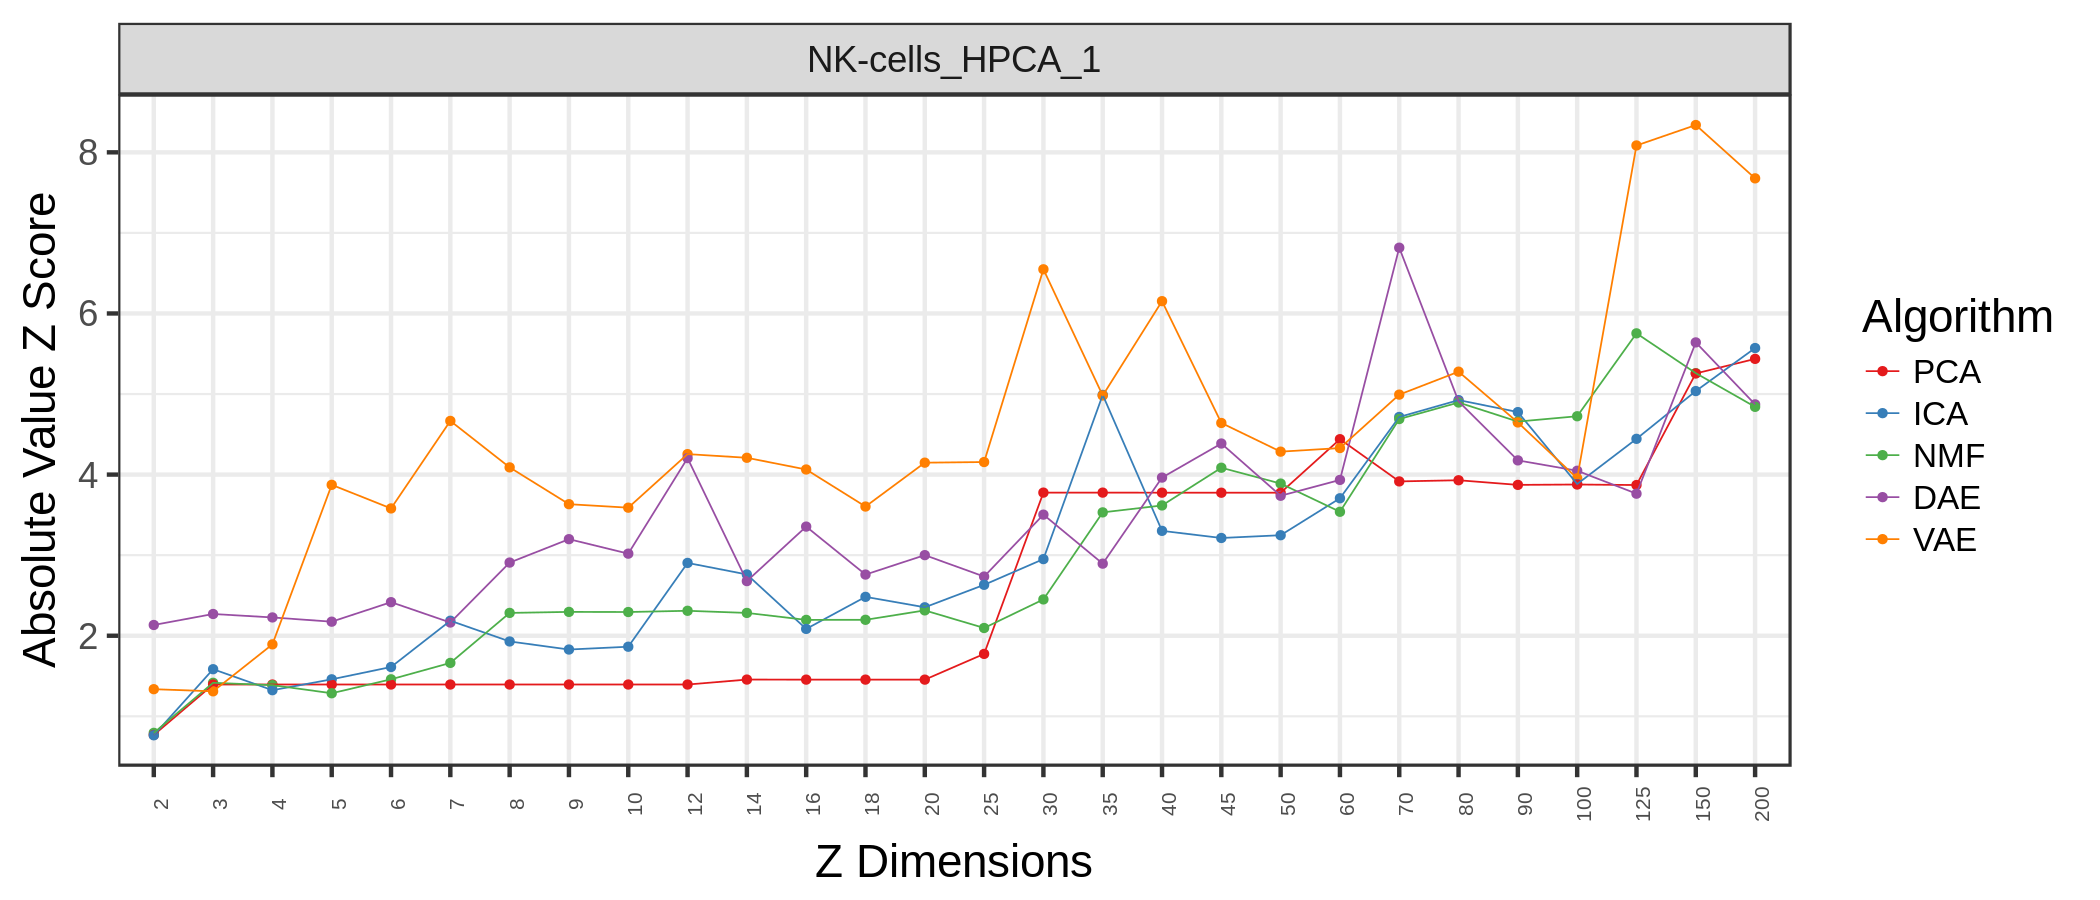 NK-cells_HPCA_1
Absolute Value Z Score
8
6
4
2
2 3 4 5 6 7 8 9 10 12 14 16 18 20 25 30 35 40 45 50 60 70 80 90 100 125 150 200
Z Dimensions
Algorithm
PCA
ICA
NMF
DAE
VAE